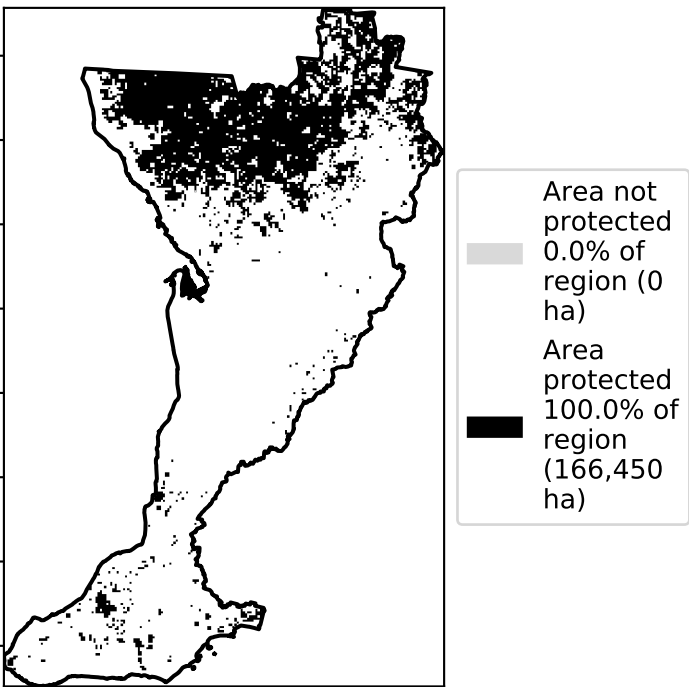 Area not
protected
0.0% of
region (0
ha)
Area
protected
100.0% of
region
(166,450
ha)